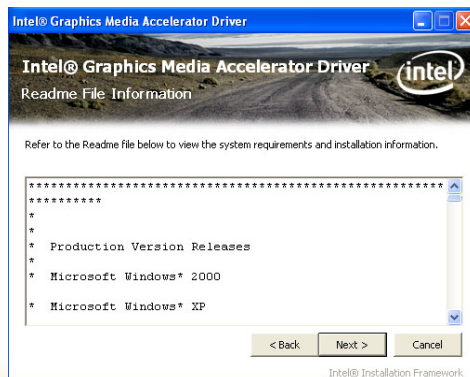 Intel® Graphics Media Accelerator Driver
Intel® Graphics Media Accelerator Driver
intel
Readme File Information
Refer to the Readme file below to view the system requirements and installation information.
********************************************************
**********
*
*
* Production Version Releases
*
* Microsoft Windows* 2000
*
* Microsoft Windows* XP
< Back
Next >
Cancel
Intel® Installation Framework